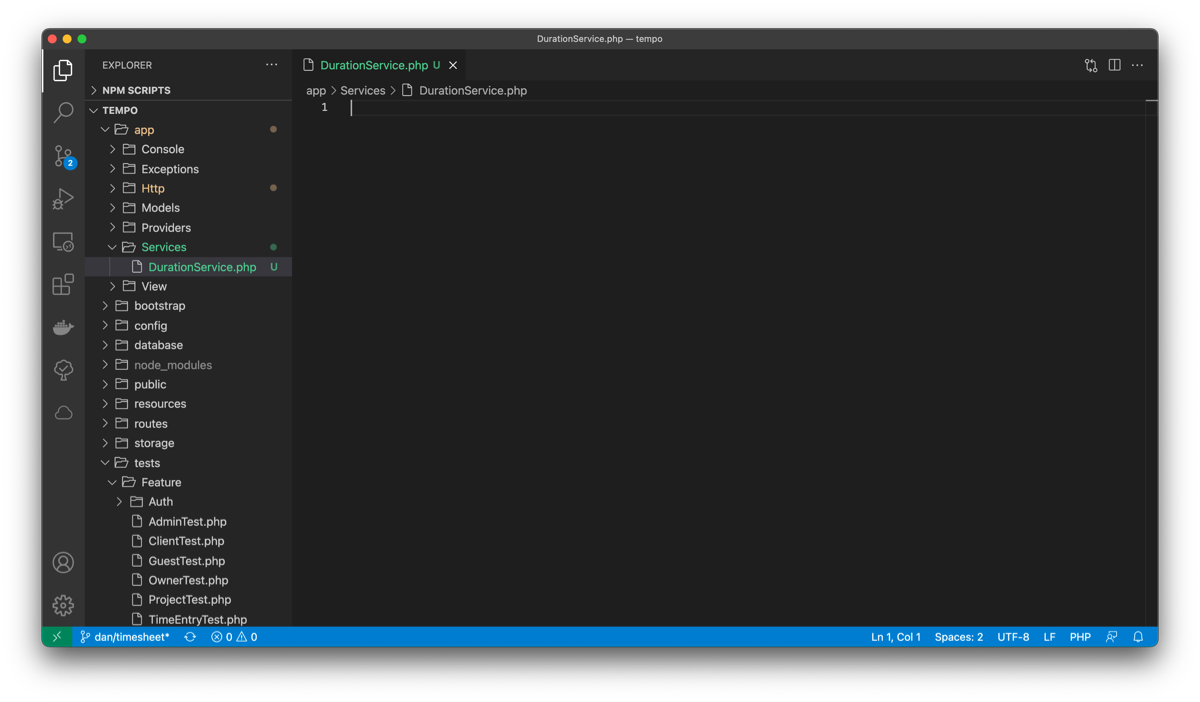 DurationService.php — tempo
EXPLORER
NPM SCRIPTS
TEMPO
app
Console
Exceptions
Http
Models
Providers
Services
DurationService.php U
View
bootstrap
config
database
node_modules
public
resources
routes
storage
tests
Feature
Auth
AdminTest.php
ClientTest.php
GuestTest.php
OwnerTest.php
ProjectTest.php
TimeEntryTest.php
2
DurationService.php U
app > Services > DurationService.php
1
dan/timesheet* 0 0 Ln 1, Col 1 Spaces: 2 UTF-8 LF PHP